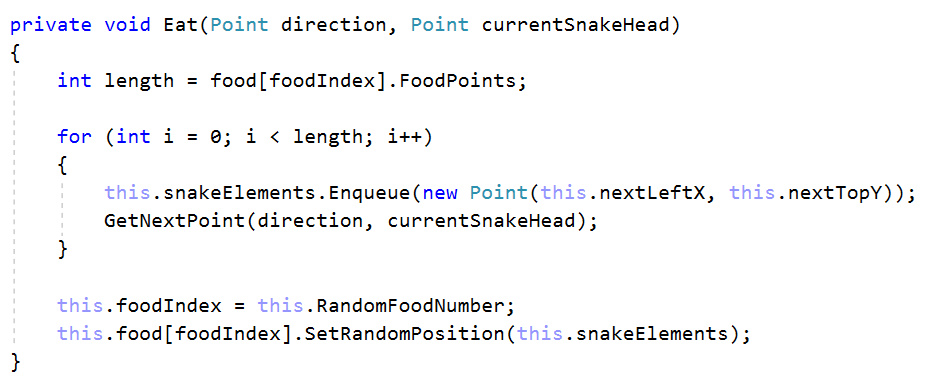 private void Eat(Point direction, Point currentSnakeHead)
{
    int length = food[foodIndex].FoodPoints;

    for (int i = 0; i < length; i++)
    {
        this.snakeElements.Enqueue(new Point(this.nextLeftX, this.nextTopY));
        GetNextPoint(direction, currentSnakeHead);
    }

    this.foodIndex = this.RandomFoodNumber;
    this.food[foodIndex].SetRandomPosition(this.snakeElements);
}